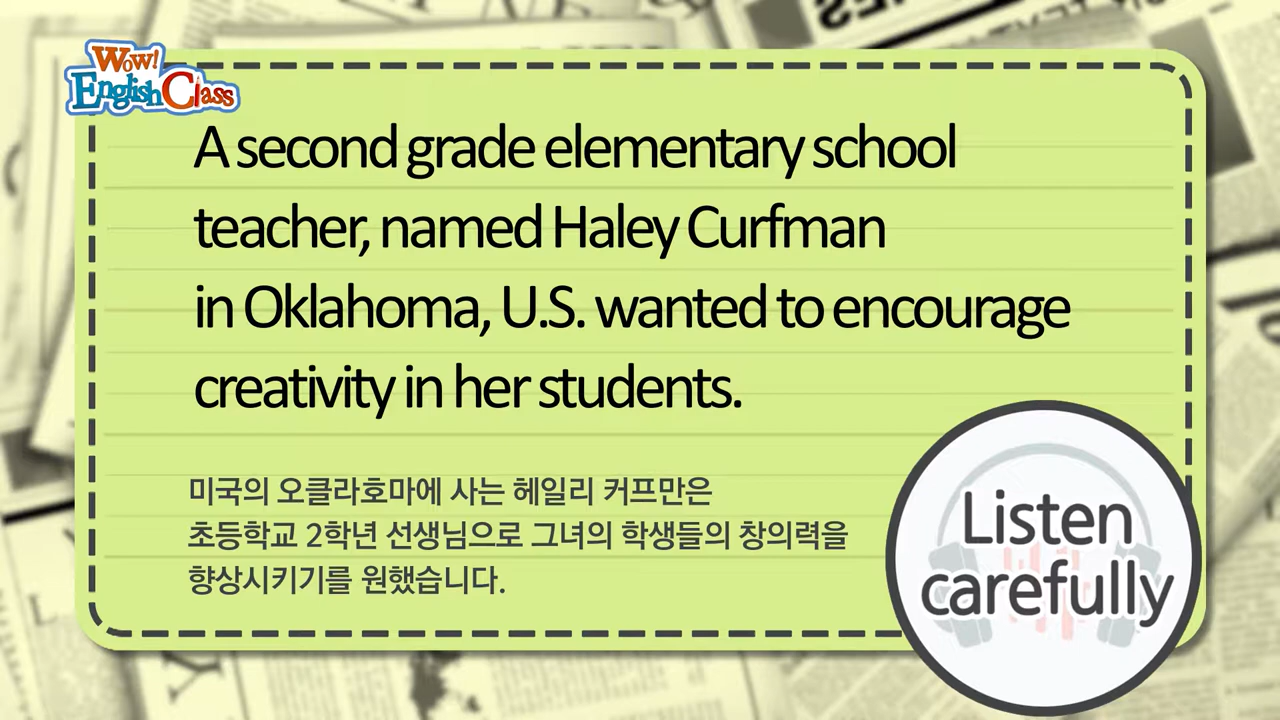 Wow!
English Class
A second grade elementary school
teacher, named Haley Curfman
in Oklahoma, U.S. wanted to encourage
creativity in her students.
미국의 오클라호마에 사는 헤일리 커프만은
초등학교 2학년 선생님으로 그녀의 학생들의 창의력을
향상시키기를 원했습니다.
Listen
carefully